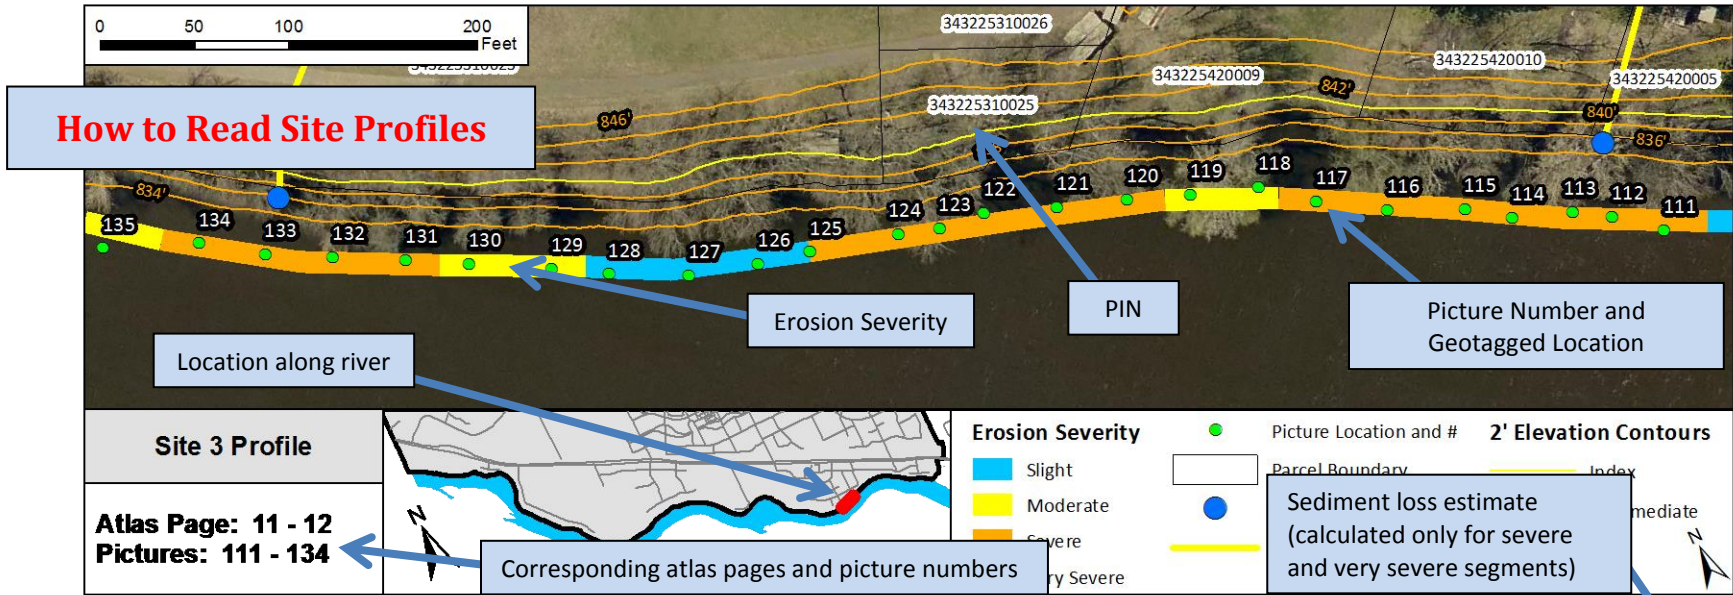 0 50 100 200
Feet
How to Read Site Profiles
343225310026
343225420009
343225420010
343225420005
343225310025
846'
842'
840'
836'
834'
135 134 133 132 131 130 129 128 127 126 125 124 123 122 121 120 119 118 117 116 115 114 113 112 111
Erosion Severity
PIN
Picture Number and
Geotagged Location
Location along river
Site 3 Profile
Atlas Page: 11 - 12
Pictures: 111 - 134
N
Corresponding atlas pages and picture numbers
Erosion Severity
Slight
Moderate
Severe
ry Severe
Picture Location and #
Parcel Boundary
2' Elevation Contours
Index
mediate
Sediment loss estimate
(calculated only for severe
and very severe segments)
N